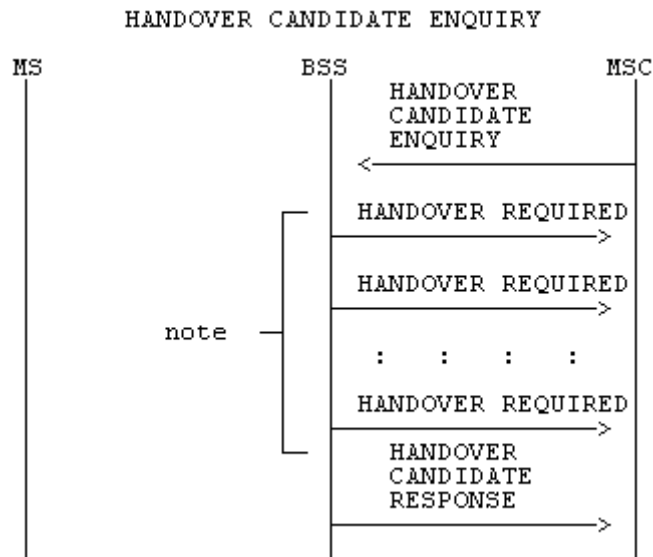 HANDOVER CANDIDATE ENQUIRY
MS BSS MSC
HANDOVER
CANDIDATE
ENQUIRY
HANDOVER REQUIRED
HANDOVER REQUIRED
note
: : : :
HANDOVER REQUIRED
HANDOVER
CANDIDATE
RESPONSE